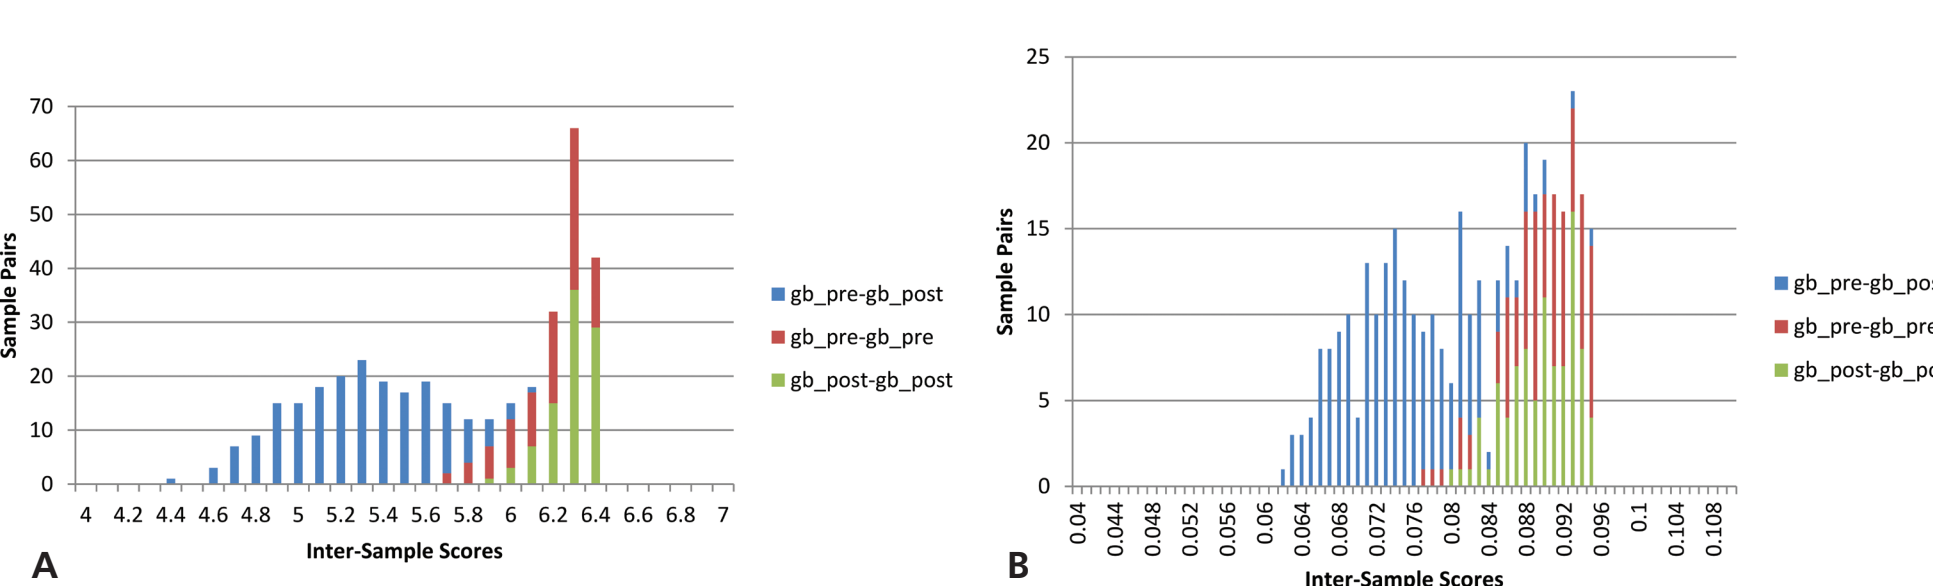 70
60
50
40
30
20
10
0
Sample Pairs
4 4.2 4.4 4.6 4.8 5 5.2 5.4 5.6 5.8 6 6.2 6.4 6.6 6.8 7
Inter-Sample Scores
gb_pre-gb_post
gb_pre-gb_pre
gb_post-gb_post
A
25
20
15
10
5
0
Sample Pairs
0.04 0.044 0.048 0.052 0.056 0.06 0.064 0.068 0.072 0.076 0.08 0.084 0.088 0.092 0.096 0.1 0.104 0.108
Inter-Sample Scores
gb_pre-gb_pos
gb_pre-gb_pre
gb_post-gb_po
B